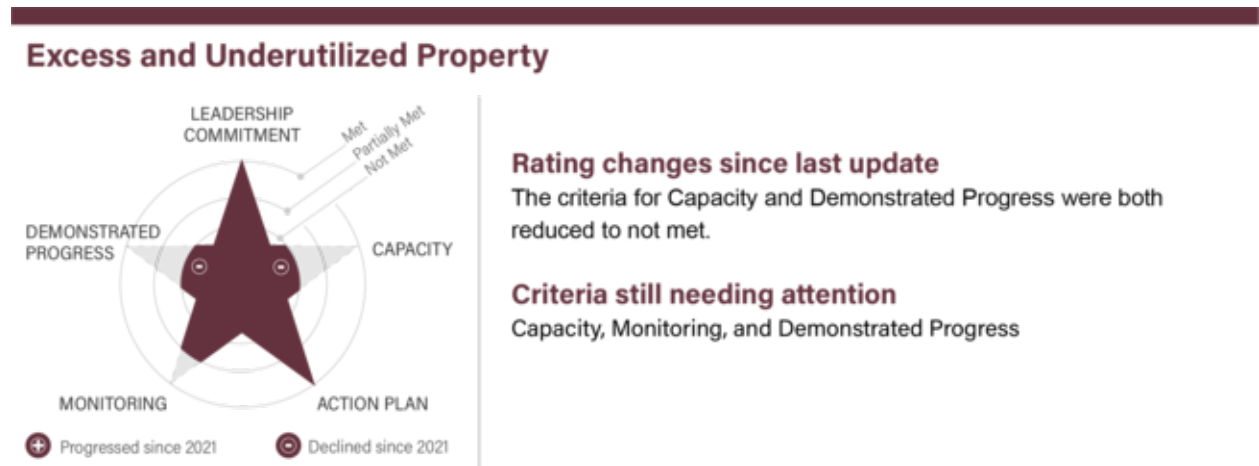 Excess and Underutilized Property
LEADERSHIP
COMMITMENT
Met
Partially Met
Not Met
DEMONSTRATED
PROGRESS
CAPACITY
MONITORING
ACTION PLAN
Progressed since 2021
Declined since 2021
Rating changes since last update
The criteria for Capacity and Demonstrated Progress were both
reduced to not met.
Criteria still needing attention
Capacity, Monitoring, and Demonstrated Progress